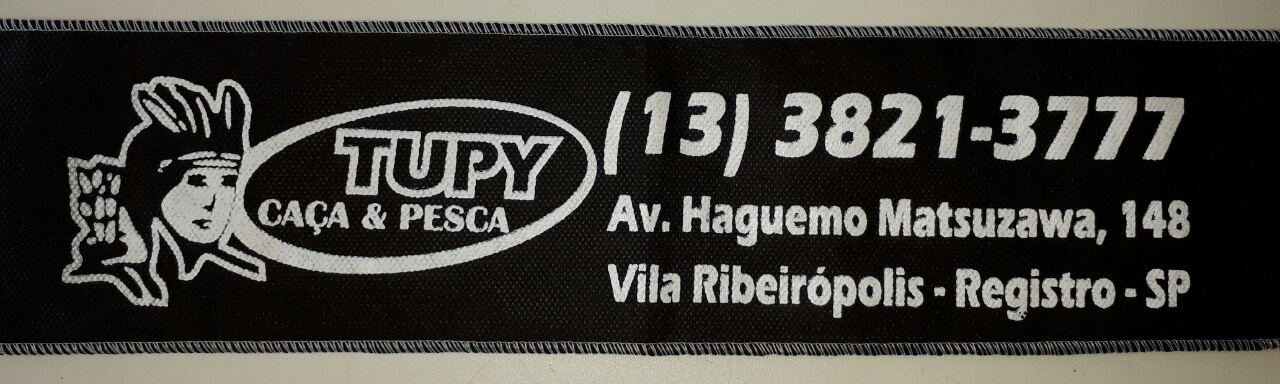 TUPY
CAÇA & PESCA
(13) 3821-3777
Av. Haguemo Matsuzawa, 148
Vila Ribeirópolis - Registro - SP